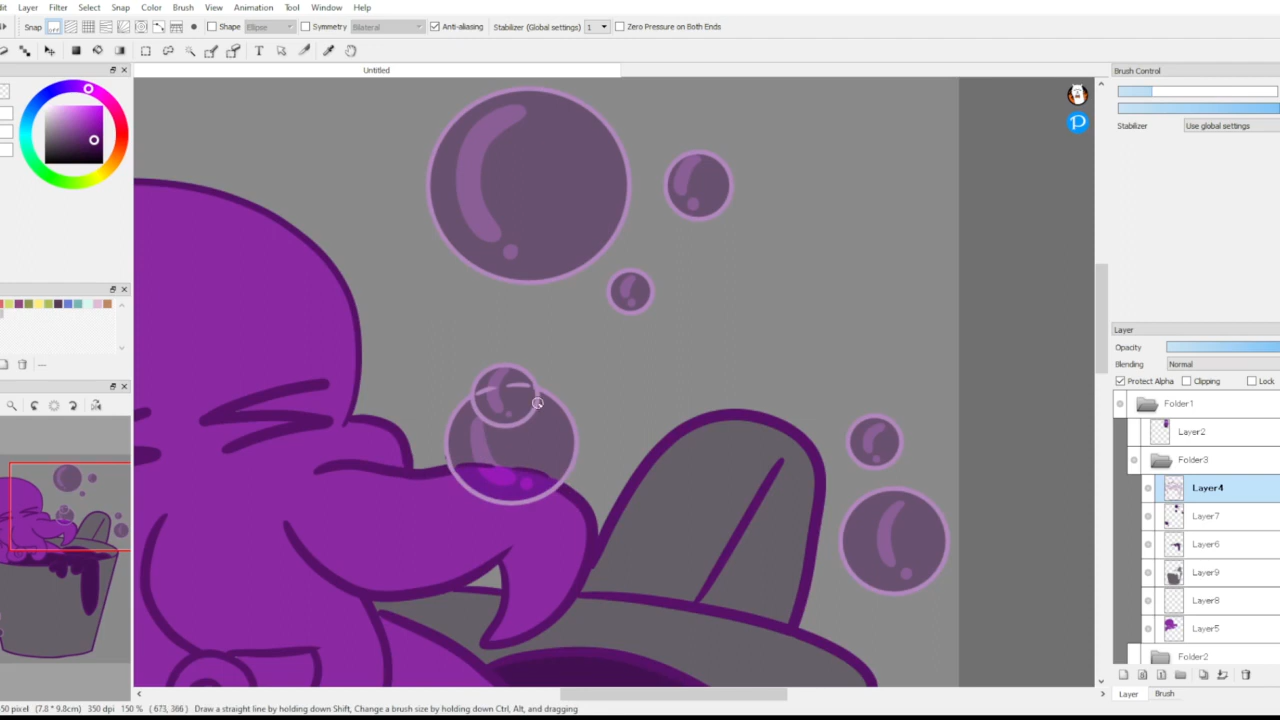 Layer Filter Select Snap Color Brush View Animation Tool Window Help
Snap off Shape Ellipse Symmetry Bilateral Anti-aliasing Stabilizer (Global settings) 1 Zero Pressure on Both Ends
T
Untitled
Brush Control
Stabilizer Use global settings
Layer
Opacity
Blending Normal
Protect Alpha Clipping Lock
Folder1
Layer2
Folder3
Layer4
Layer7
Layer6
Layer9
Layer8
Layer5
Folder2
Layer Brush
50 pixel (7.8 * 9.8cm) 350 dpi 150 % ( 673, 366 ) Draw a straight line by holding down Shift, Change a brush size by holding down Ctrl, Alt, and dragging